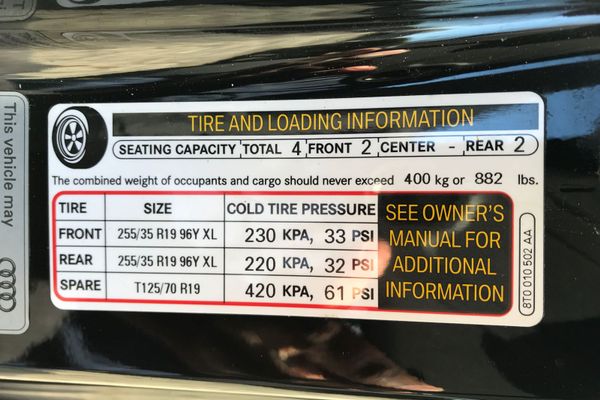 TIRE AND LOADING INFORMATION
SEATING CAPACITY TOTAL 4 FRONT 2 CENTER - REAR 2
The combined weight of occupants and cargo should never exceed 400 kg or 882 lbs.
TIRE SIZE COLD TIRE PRESSURE
FRONT 255/35 R19 96Y XL 230 KPA, 33 PSI
REAR 255/35 R19 96Y XL 220 KPA, 32 PSI
SPARE T125/70 R19 420 KPA, 61 PSI
SEE OWNER'S
MANUAL FOR
ADDITIONAL
INFORMATION
8T0 010 502 AA
This vehicle may